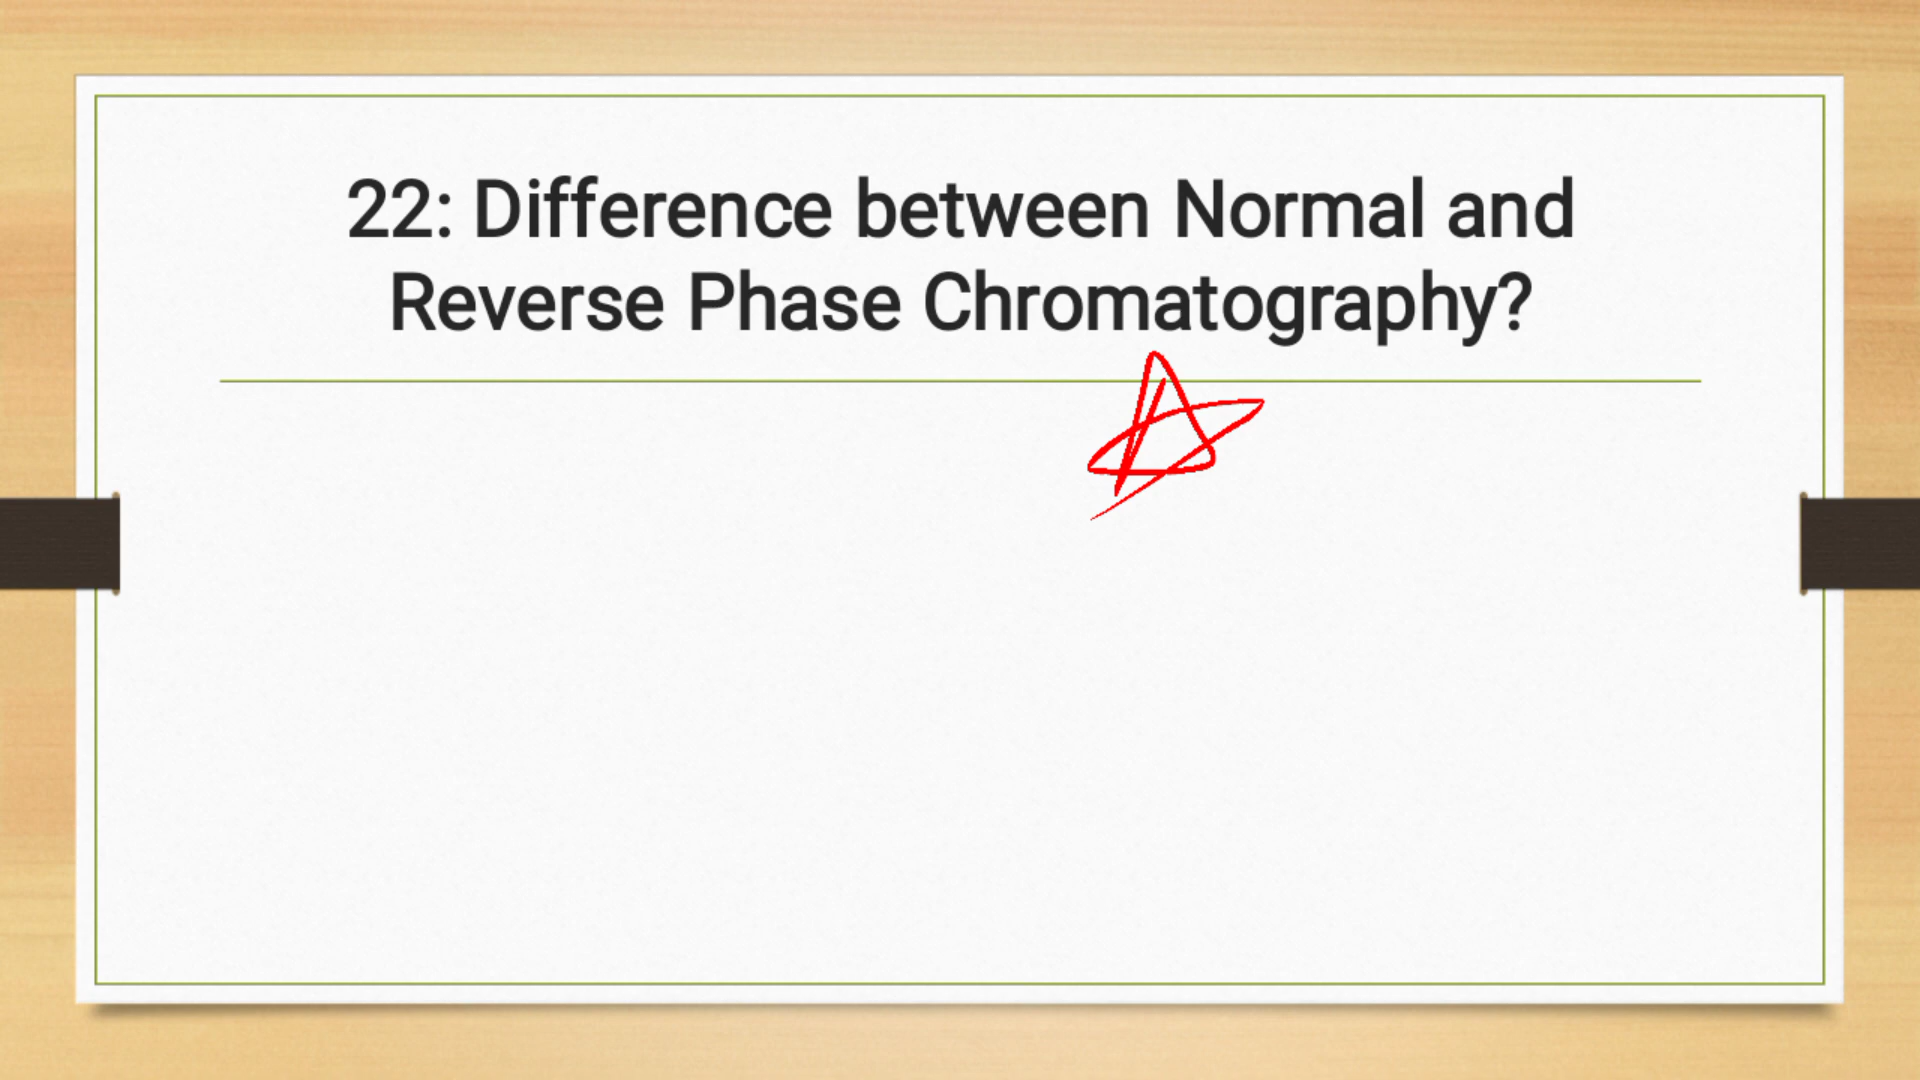 22: Difference between Normal and
Reverse Phase Chromatography?